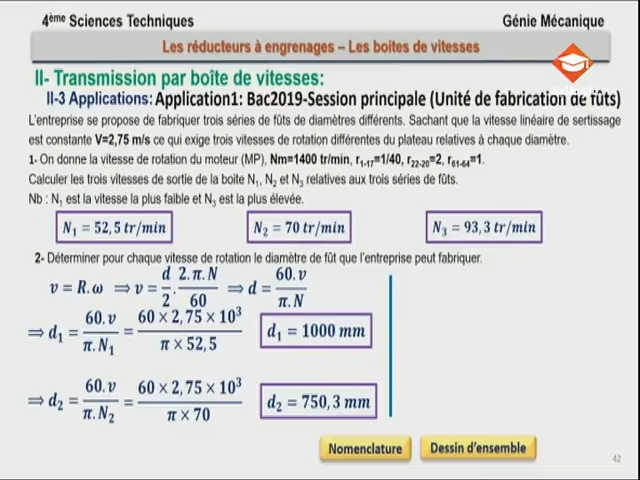 4ème Sciences Techniques
Génie Mécanique
Les réducteurs à engrenages – Les boites de vitesses
II- Transmission par boîte de vitesses:
II-3 Applications: Application1: Bac2019-Session principale (Unité de fabrication de fûts)
L'entreprise se propose de fabriquer trois séries de fûts de diamètres différents. Sachant que la vitesse linéaire de sertissage
est constante V=2,75 m/s ce qui exige trois vitesses de rotation différentes du plateau relatives à chaque diamètre.
1- On donne la vitesse de rotation du moteur (MP), Nm=1400 tr/min, r₁₋₁₇=1/40, r₂₂₋₂₀=2, r₆₁₋₆₄=1.
Calculer les trois vitesses de sortie de la boite N₁, N₂ et N₃ relatives aux trois séries de fûts.
Nb : N₁ est la vitesse la plus faible et N₃ est la plus élevée.
N₁ = 52,5 tr/min
N₂ = 70 tr/min
N₃ = 93,3 tr/min
2- Déterminer pour chaque vitesse de rotation le diamètre de fût que l'entreprise peut fabriquer.
v = R.ω ⟹ v = d/2 . 2.π.N/60 ⟹ d = 60.v/π.N
⟹ d₁ = 60.v/π.N₁ = 60 × 2,75 × 10³/π × 52,5
d₁ = 1000 mm
⟹ d₂ = 60.v/π.N₂ = 60 × 2,75 × 10³/π × 70
d₂ = 750,3 mm
Nomenclature
Dessin d'ensemble
42